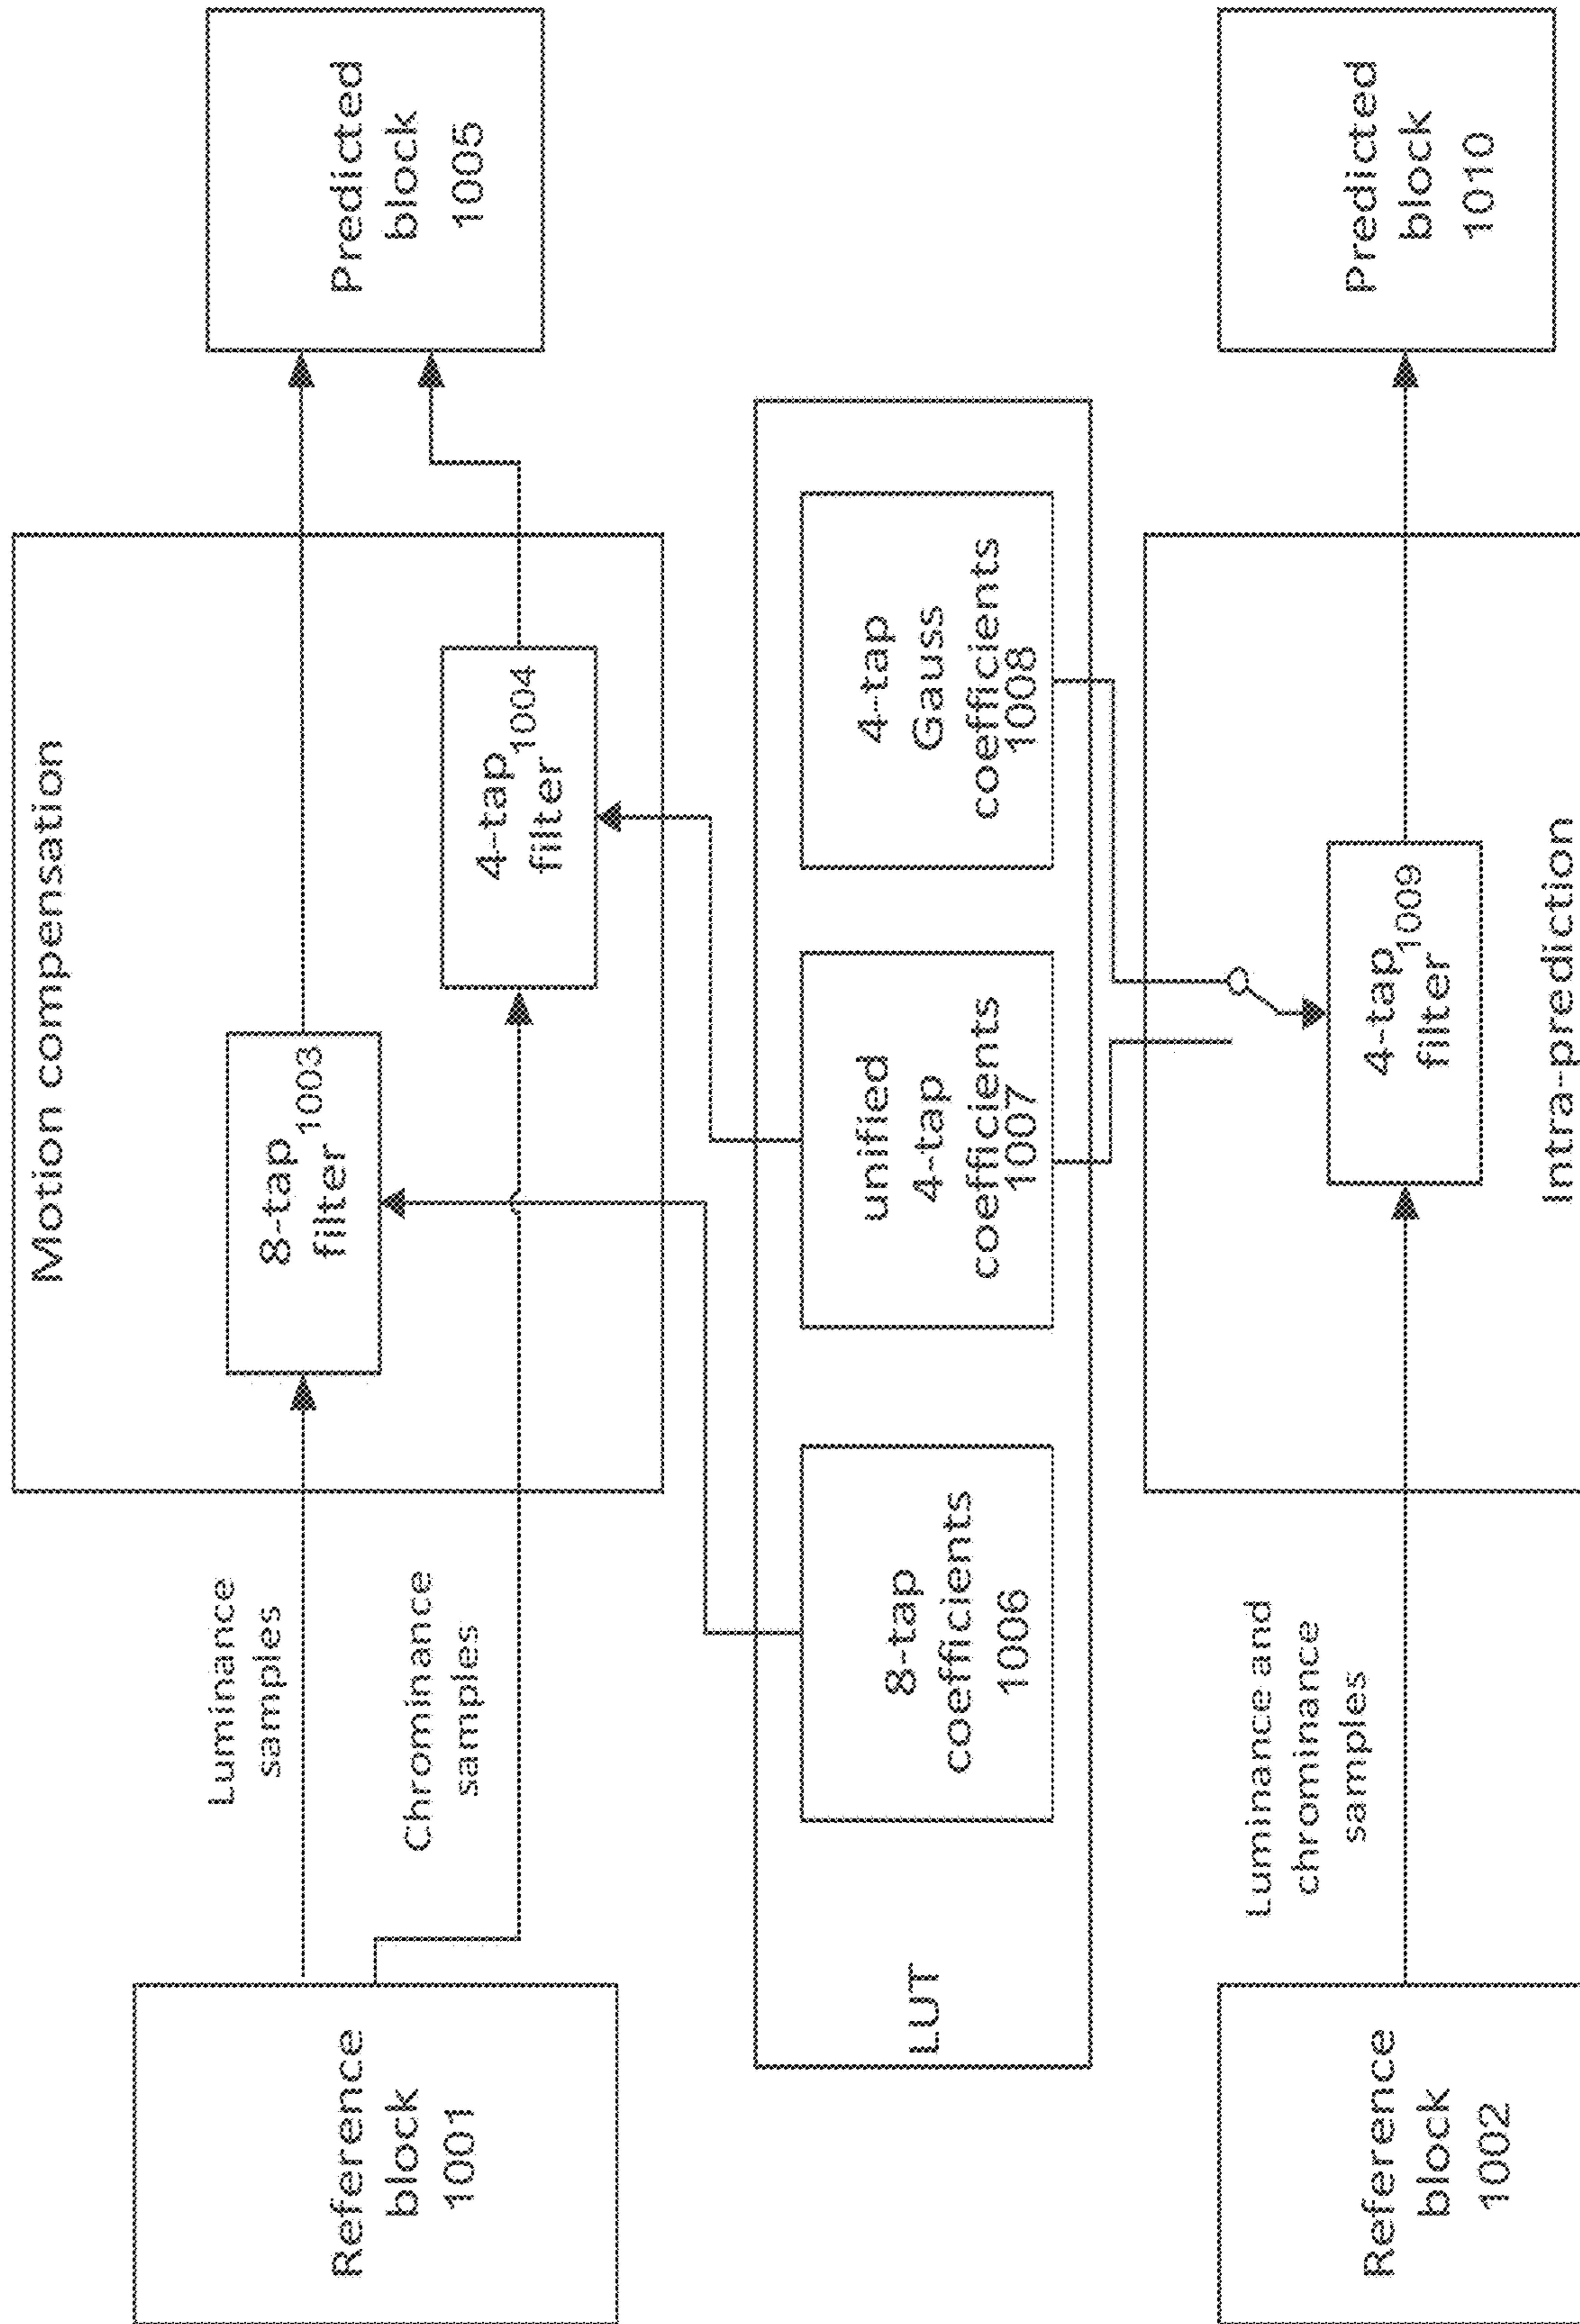 Motion compensation
Reference
block
1001
Luminance
samples
Chrominance
samples
8-tap
1003
filter
4-tap
1004
filter
Predicted
block
1005
LUT
8-tap
coefficients
1006
unified
4-tap
coefficients
1007
4-tap
Gauss
coefficients
1008
Reference
block
1002
Luminance and
chrominance
samples
4-tap
1009
filter
Intra-prediction
Predicted
block
1010